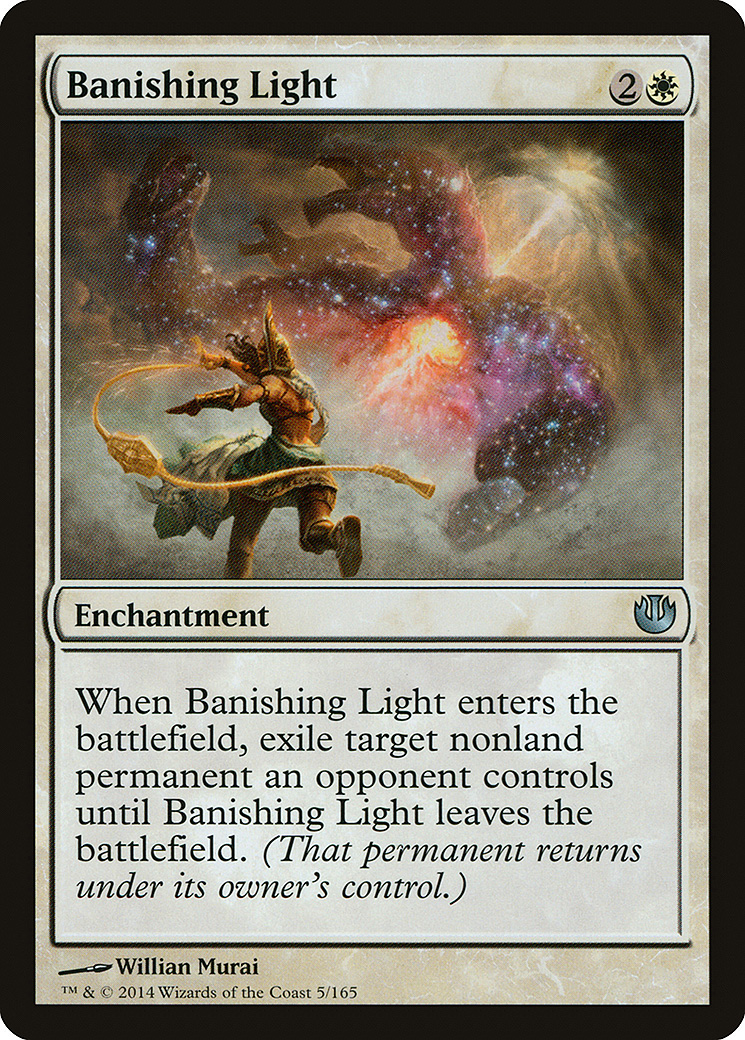 Banishing Light 2
Enchantment
When Banishing Light enters the
battlefield, exile target nonland
permanent an opponent controls
until Banishing Light leaves the
battlefield. (That permanent returns
under its owner's control.)
Willian Murai
™ & © 2014 Wizards of the Coast 5/165